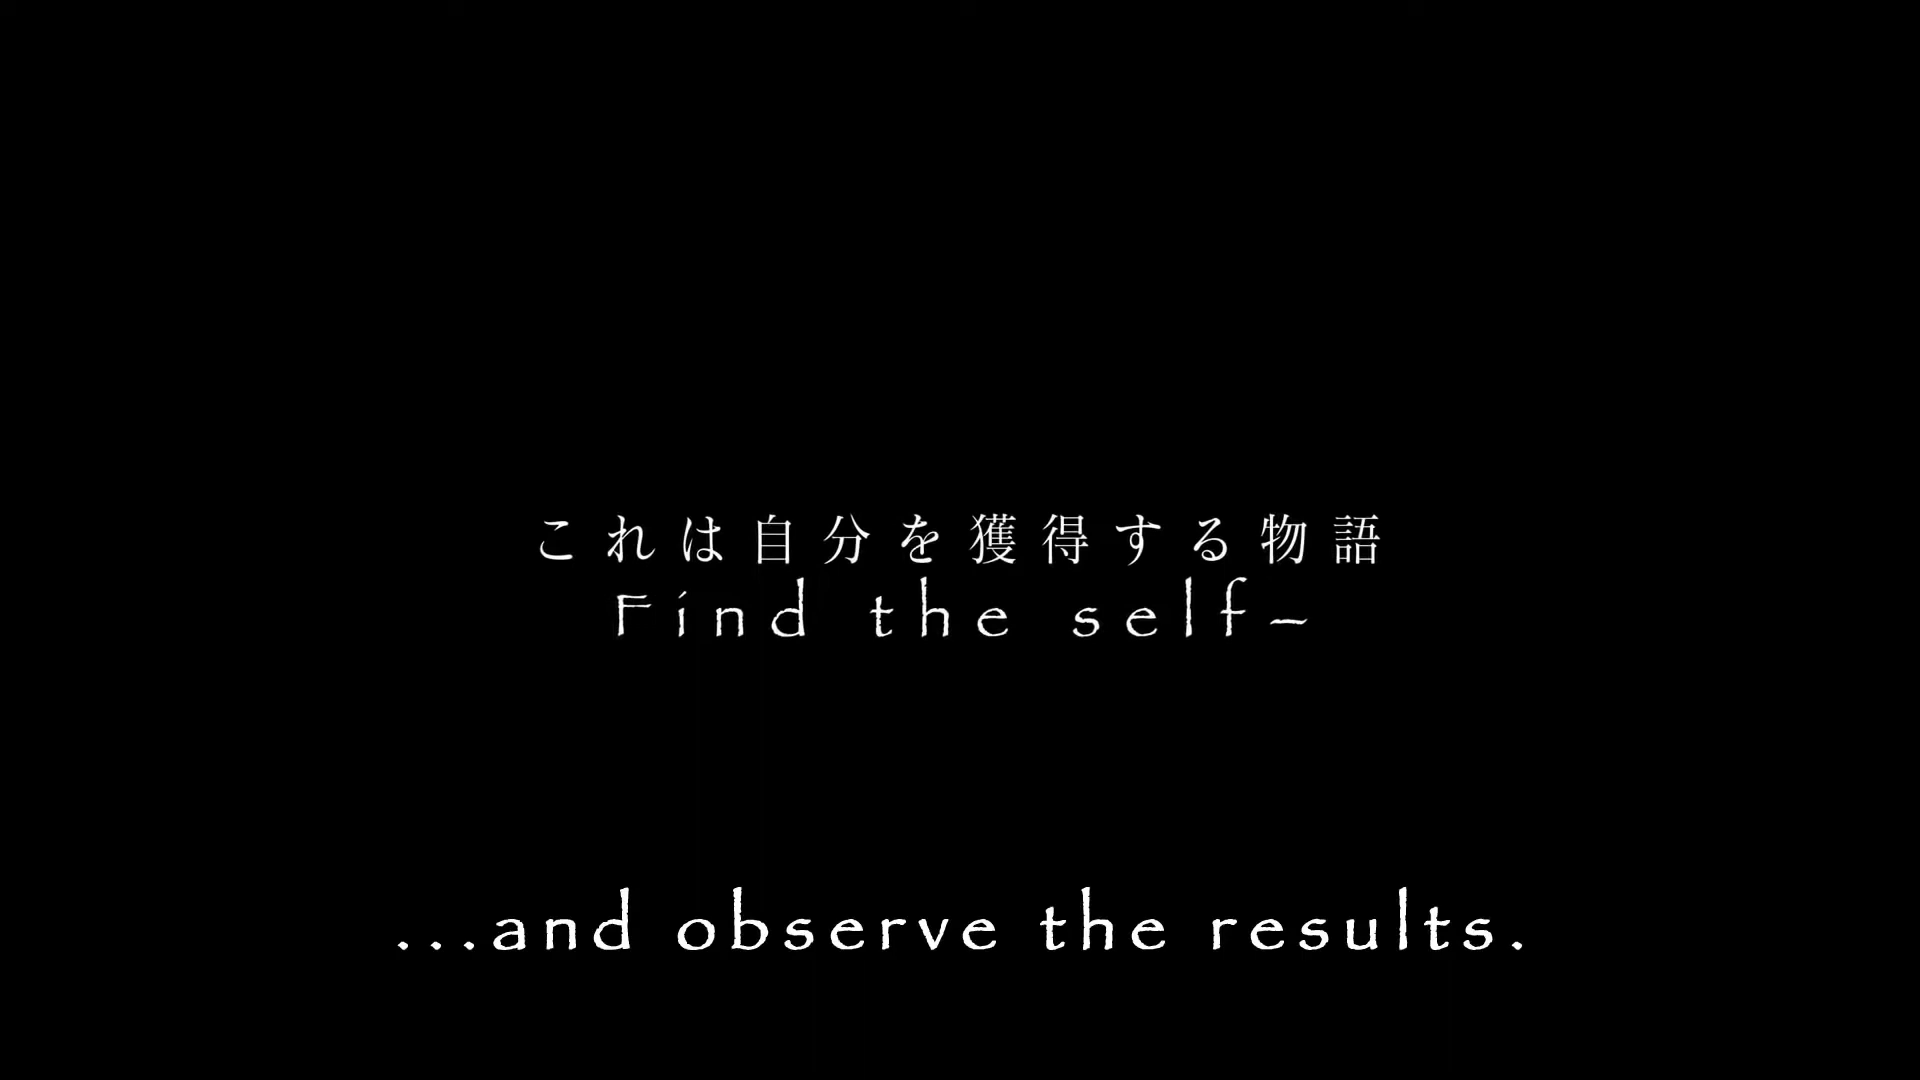 これは自分を獲得する物語
Find the self–
...and observe the results.